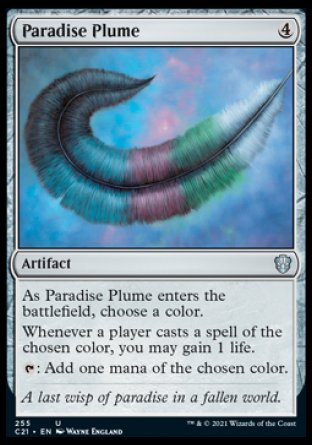 Paradise Plume 4
Artifact
As Paradise Plume enters the
battlefield, choose a color.
Whenever a player casts a spell of the
chosen color, you may gain 1 life.
: Add one mana of the chosen color.
A last wisp of paradise in a fallen world.
255 U
C21 • EN Wayne England
™ & © 2021 Wizards of the Coast